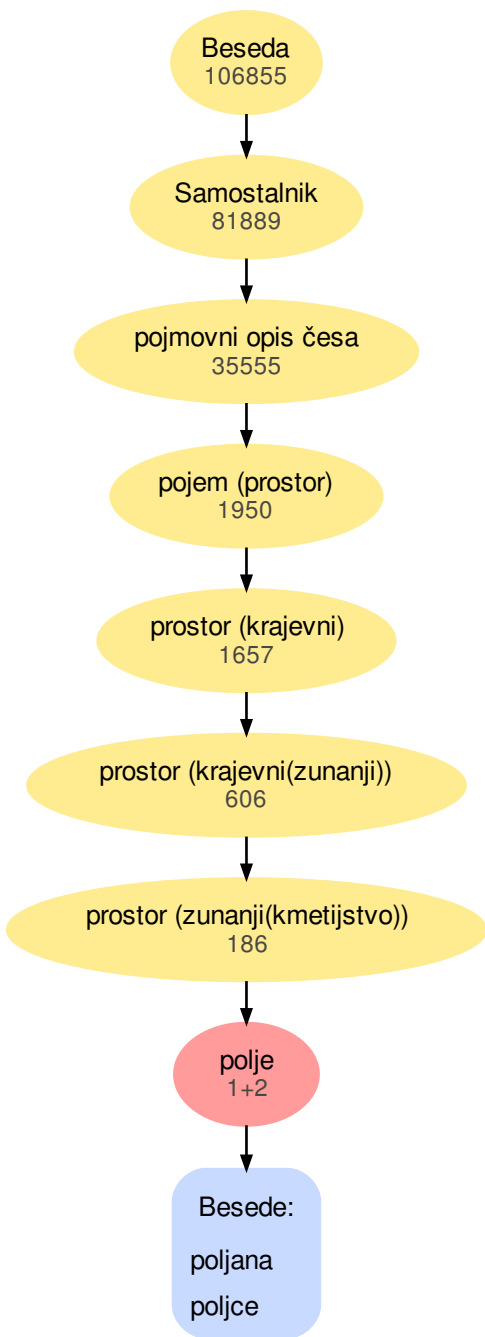 Beseda
106855
Samostalnik
81889
pojmovni opis česa
35555
pojem (prostor)
1950
prostor (krajevni)
1657
prostor (krajevni(zunanji))
606
prostor (zunanji(kmetijstvo))
186
polje
1+2
Besede:
poljana
poljce